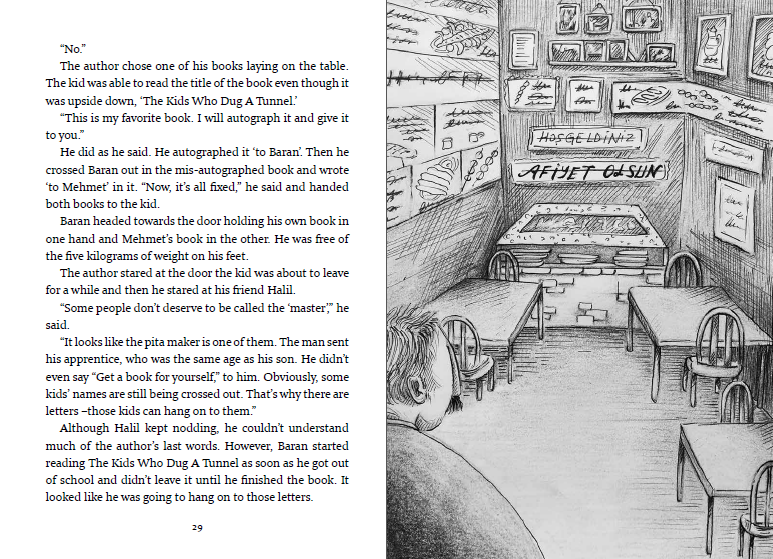 “No.”
The author chose one of his books laying on the table.
The kid was able to read the title of the book even though it
was upside down, ‘The Kids Who Dug A Tunnel.’
“This is my favorite book. I will autograph it and give it
to you.”
He did as he said. He autographed it ‘to Baran’. Then he
crossed Baran out in the mis-autographed book and wrote
‘to Mehmet’ in it. “Now, it’s all fixed,” he said and handed
both books to the kid.
Baran headed towards the door holding his own book in
one hand and Mehmet’s book in the other. He was free of
the five kilograms of weight on his feet.
The author stared at the door the kid was about to leave
for a while and then he stared at his friend Halil.
“Some people don’t deserve to be called the ‘master’,” he
said.
“It looks like the pita maker is one of them. The man sent
his apprentice, who was the same age as his son. He didn’t
even say “Get a book for yourself,” to him. Obviously, some
kids’ names are still being crossed out. That’s why there are
letters –those kids can hang on to them.”
Although Halil kept nodding, he couldn’t understand
much of the author’s last words. However, Baran started
reading The Kids Who Dug A Tunnel as soon as he got out
of school and didn’t leave it until he finished the book. It
looked like he was going to hang on to those letters.
29
HOŞGELDİNİZ
AFİYET OLSUN